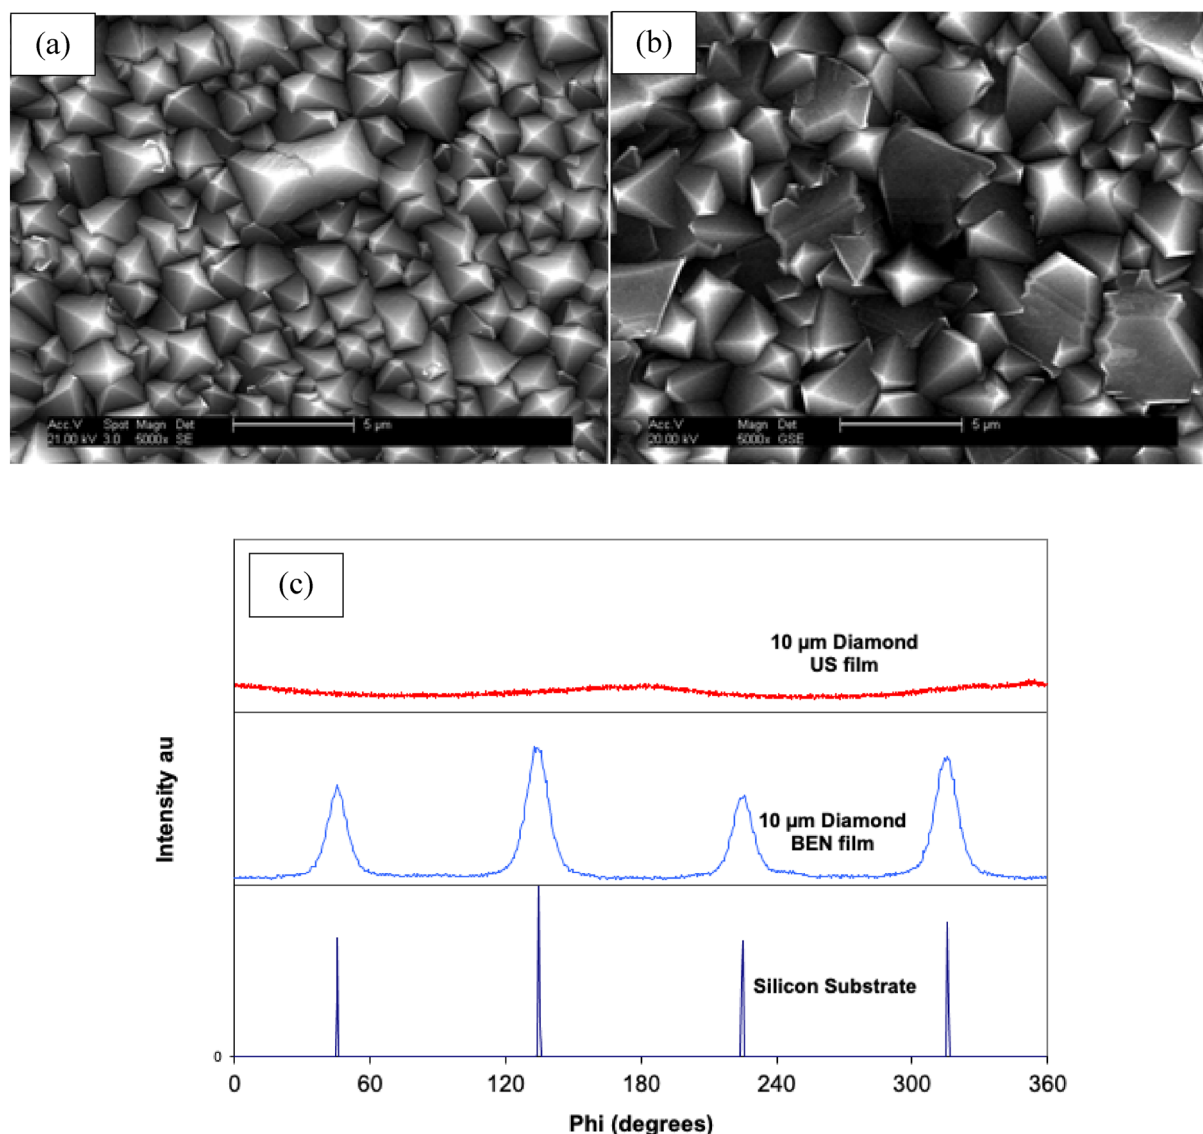 (a)
(b)
Acc.V Spot Magn Det 5 µm
21.00 kV 3.0 5000x SE
Acc.V Magn Det 5 µm
20.00 kV 5000x GSE
(c)
10 µm Diamond
US film
10 µm Diamond
BEN film
Silicon Substrate
Intensity au
0
0 60 120 180 240 300 360
Phi (degrees)